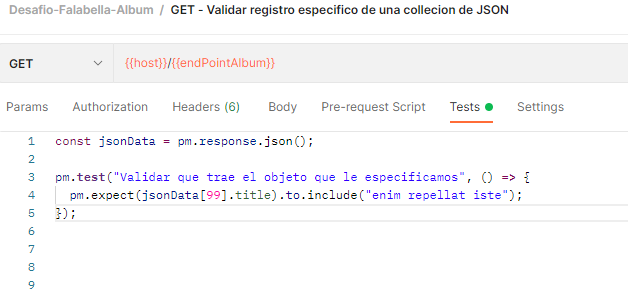 Desafio-Falabella-Album / GET - Validar registro especifico de una collecion de JSON
GET {{host}}/{{endPointAlbum}}
Params Authorization Headers (6) Body Pre-request Script Tests Settings
1 const jsonData = pm.response.json();
2
3 pm.test("Validar que trae el objeto que le especificamos", () => {
4 pm.expect(jsonData[99].title).to.include("enim repellat iste");
5 });
6
7
8
9